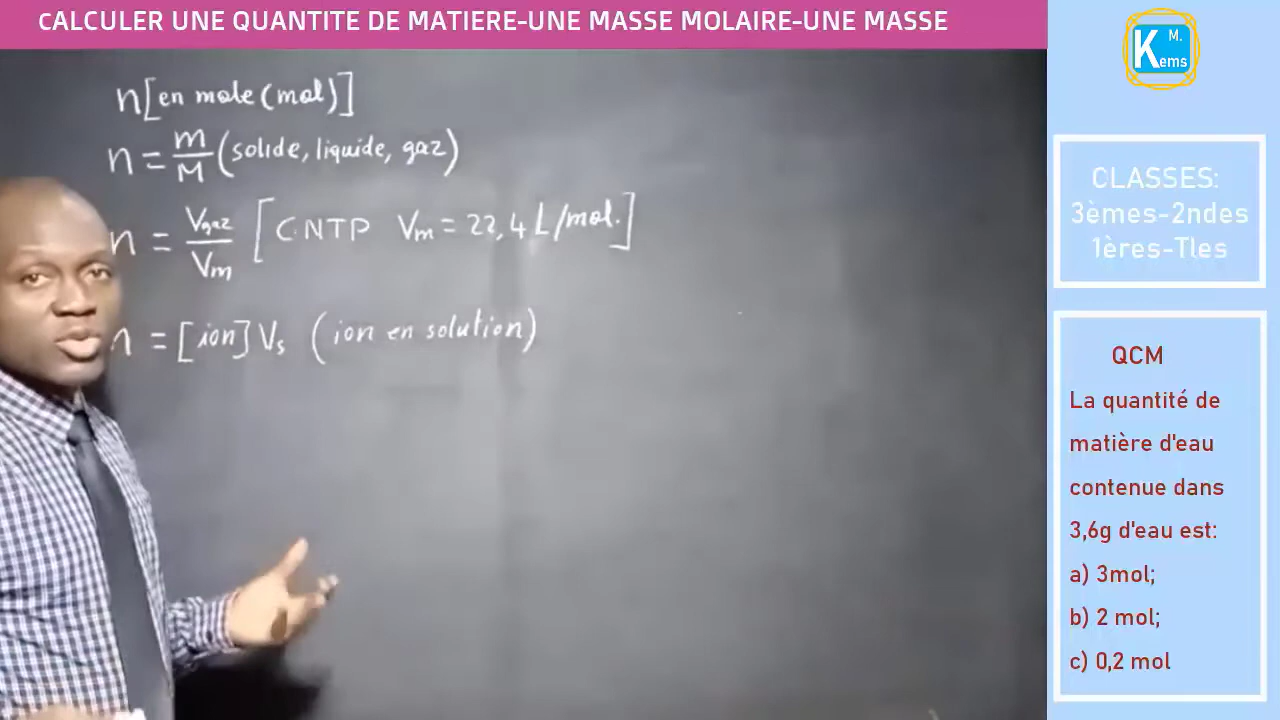 CALCULER UNE QUANTITE DE MATIERE-UNE MASSE MOLAIRE-UNE MASSE
K M. ems
n[en mole(mol)]
n = m/M (solide, liquide, gaz)
n = Vgaz/Vm [C.NTP Vm = 22,4 L/mol.]
n = [ion] Vs (ion en solution)
CLASSES:
3èmes-2ndes
1ères-Tles
QCM
La quantité de
matière d'eau
contenue dans
3,6g d'eau est:
a) 3mol;
b) 2 mol;
c) 0,2 mol